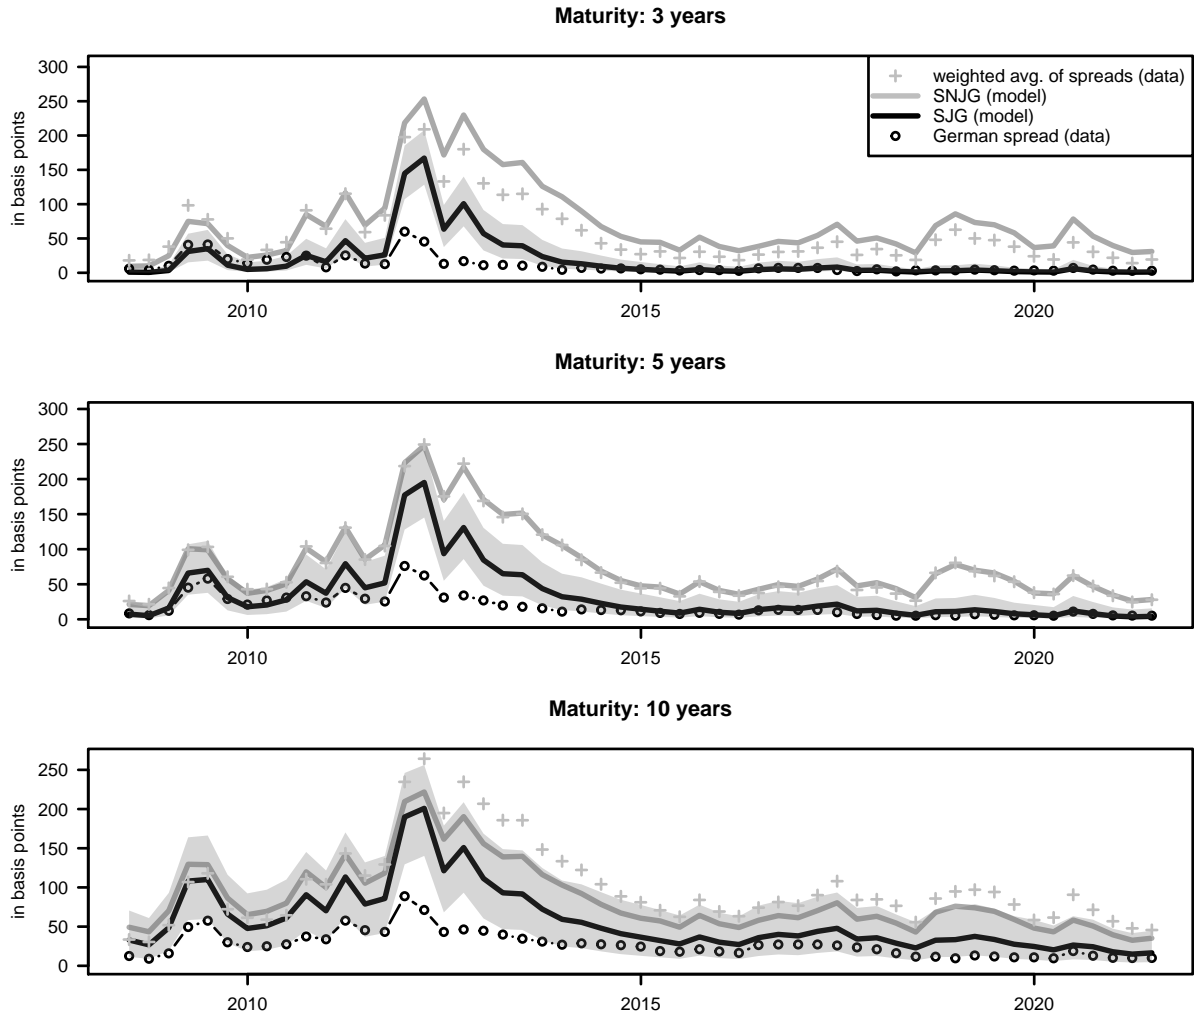 Maturity: 3 years
in basis points
300
250
200
150
100
50
0
weighted avg. of spreads (data)
SNJG (model)
SJG (model)
German spread (data)
2010
2015
2020
Maturity: 5 years
in basis points
300
250
200
150
100
50
0
2010
2015
2020
Maturity: 10 years
in basis points
250
200
150
100
50
0
2010
2015
2020